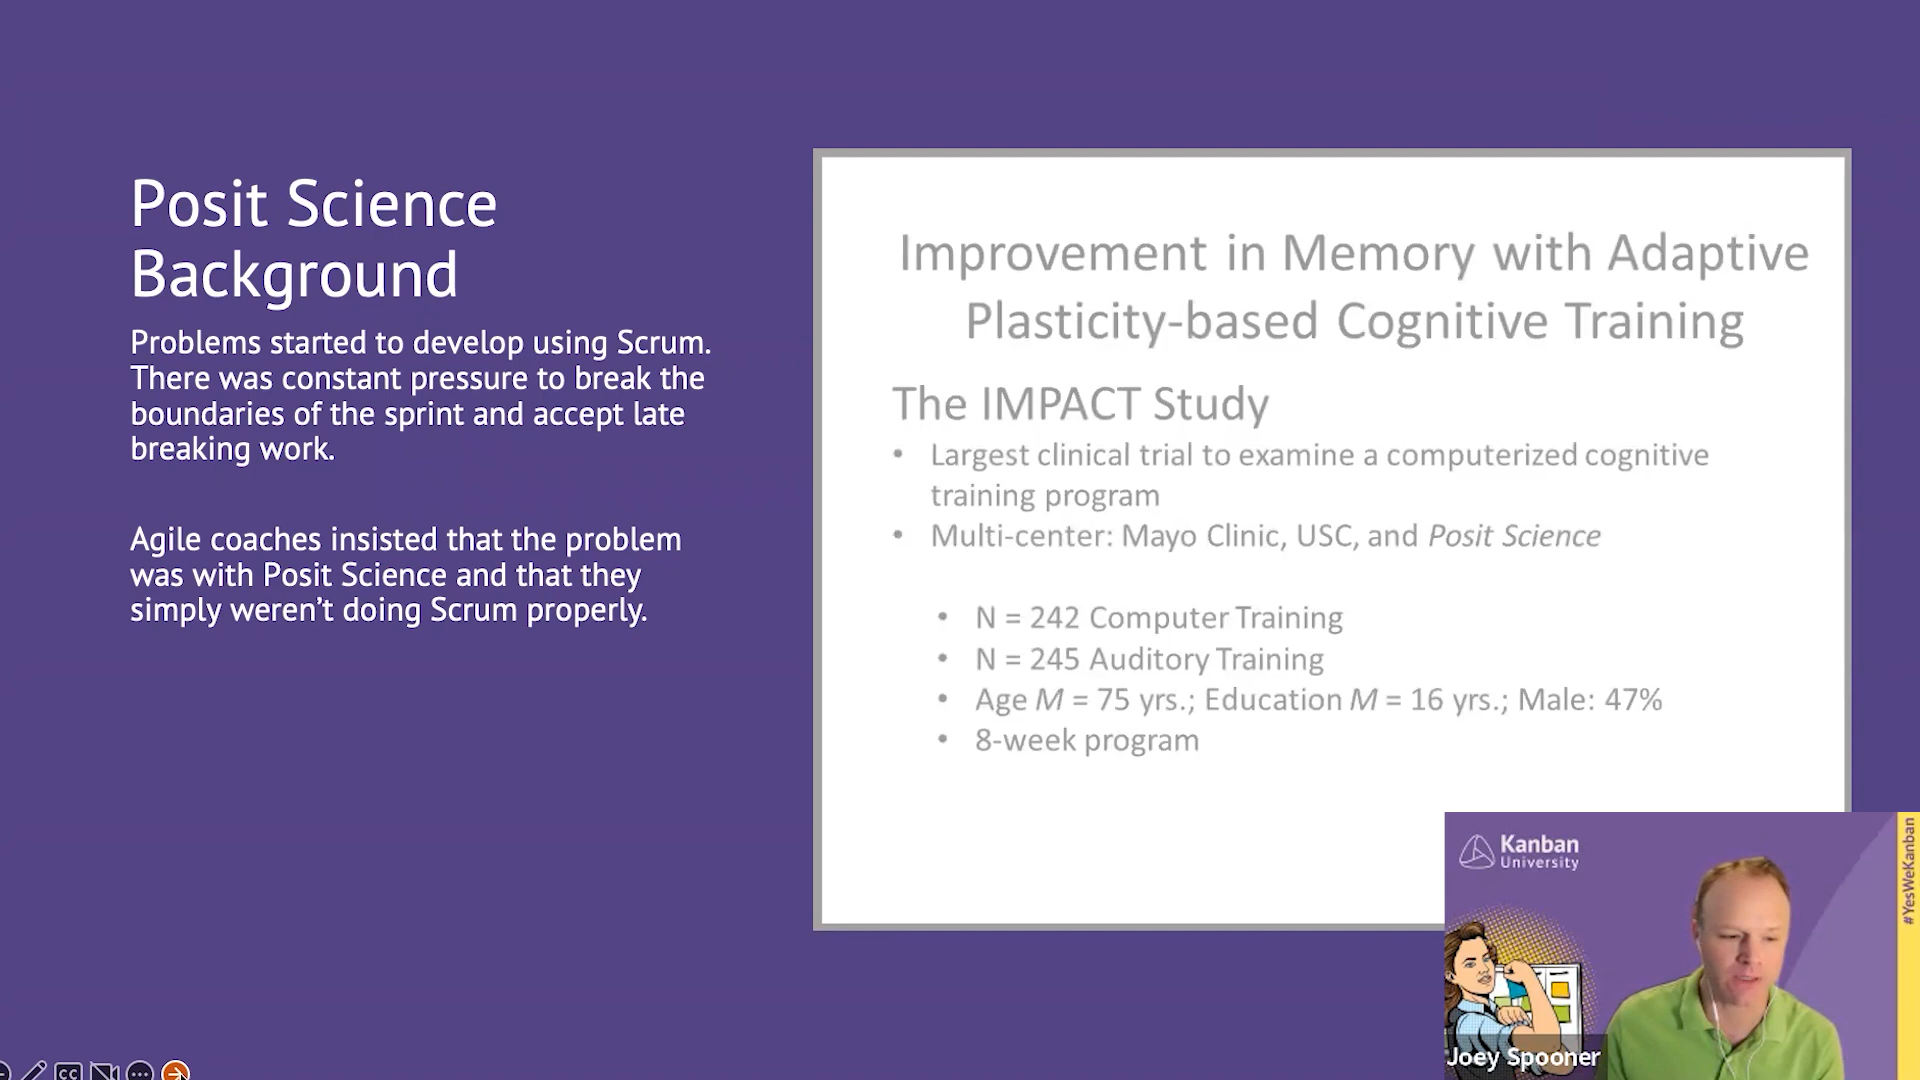 Posit Science
Background
Problems started to develop using Scrum.
There was constant pressure to break the
boundaries of the sprint and accept late
breaking work.
Agile coaches insisted that the problem
was with Posit Science and that they
simply weren't doing Scrum properly.
Improvement in Memory with Adaptive
Plasticity-based Cognitive Training
The IMPACT Study
• Largest clinical trial to examine a computerized cognitive
training program
• Multi-center: Mayo Clinic, USC, and Posit Science
• N = 242 Computer Training
• N = 245 Auditory Training
• Age M = 75 yrs.; Education M = 16 yrs.; Male: 47%
• 8-week program
Kanban
University
#YesWeKanban
Joey Spooner
CC